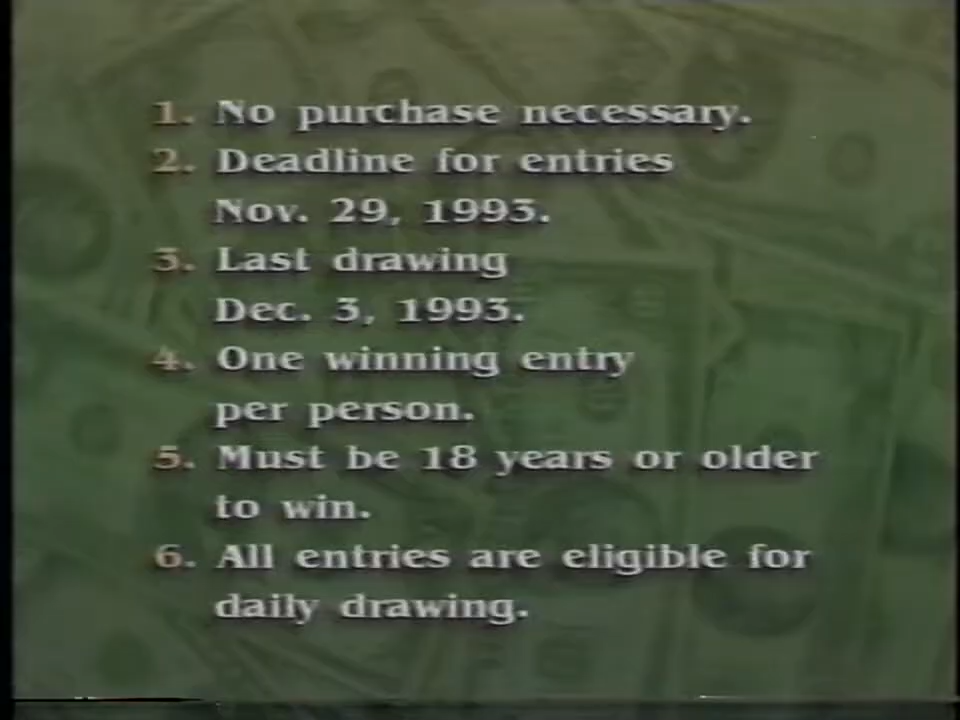 1. No purchase necessary.
2. Deadline for entries
Nov. 29, 1993.
3. Last drawing
Dec. 3, 1993.
4. One winning entry
per person.
5. Must be 18 years or older
to win.
6. All entries are eligible for
daily drawing.